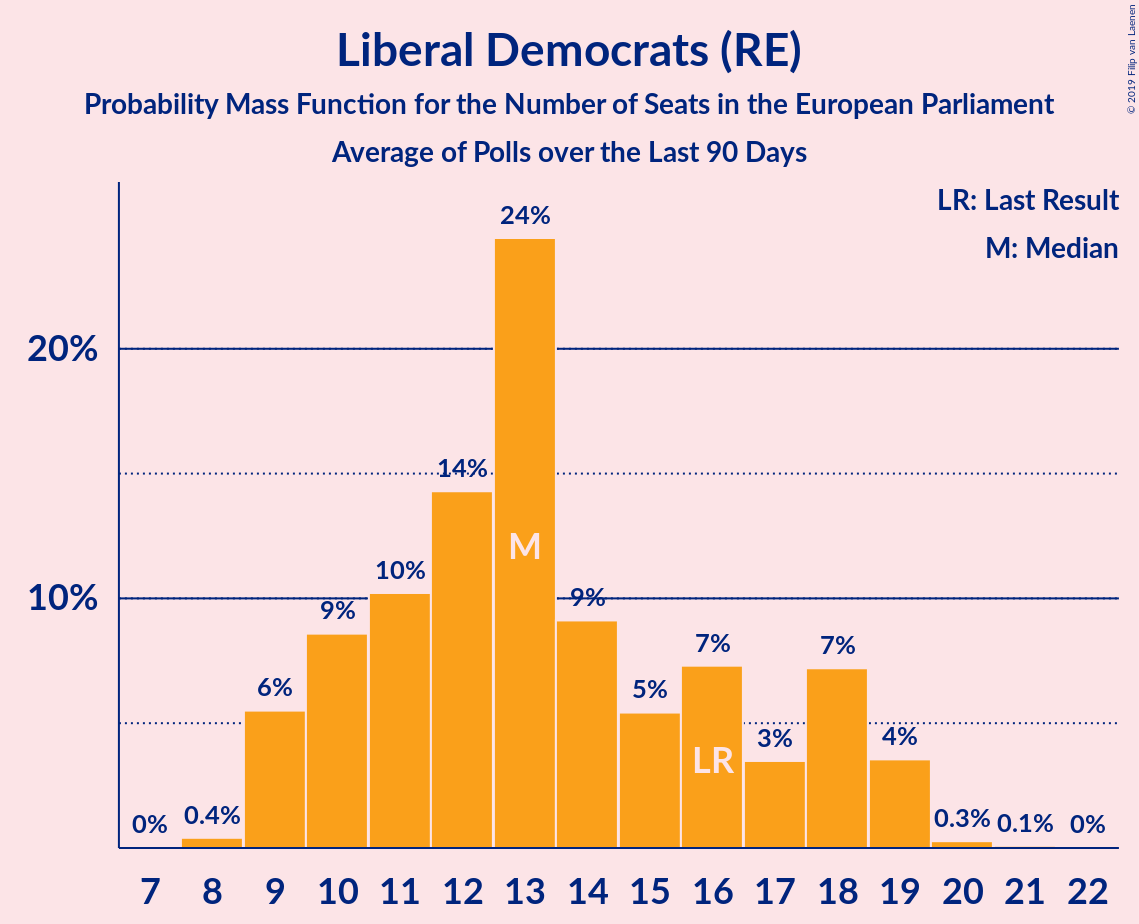 Liberal Democrats (RE)
Probability Mass Function for the Number of Seats in the European Parliament
Average of Polls over the Last 90 Days
© 2019 Filip van Laenen
LR: Last Result
M: Median
20%
10%
0%
0.4%
6%
9%
10%
14%
24%
9%
5%
7%
3%
7%
4%
0.3%
0.1%
0%
M
LR
7 8 9 10 11 12 13 14 15 16 17 18 19 20 21 22